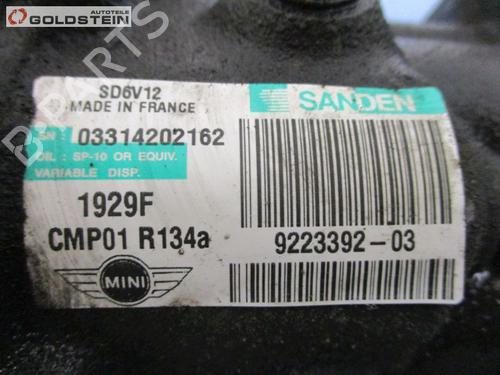 Autoteile
GOLDSTEIN
B-PARTS
SD6V12
MADE IN FRANCE
SANDEN
SN : 03314202162
OIL : SP-10 OR EQUIV.
VARIABLE DISP.
1929F
CMP01 R134a
9223392-03
MINI